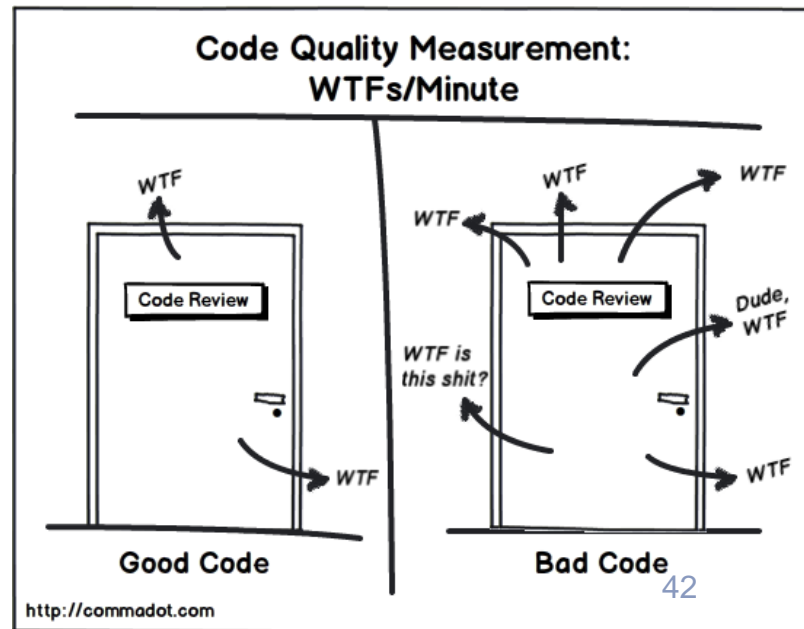 Code Quality Measurement:
WTFs/Minute
WTF
Code Review
WTF
Good Code
WTF
WTF
WTF
Code Review
Dude,
WTF
WTF is
this shit?
WTF
Bad Code
42
http://commadot.com